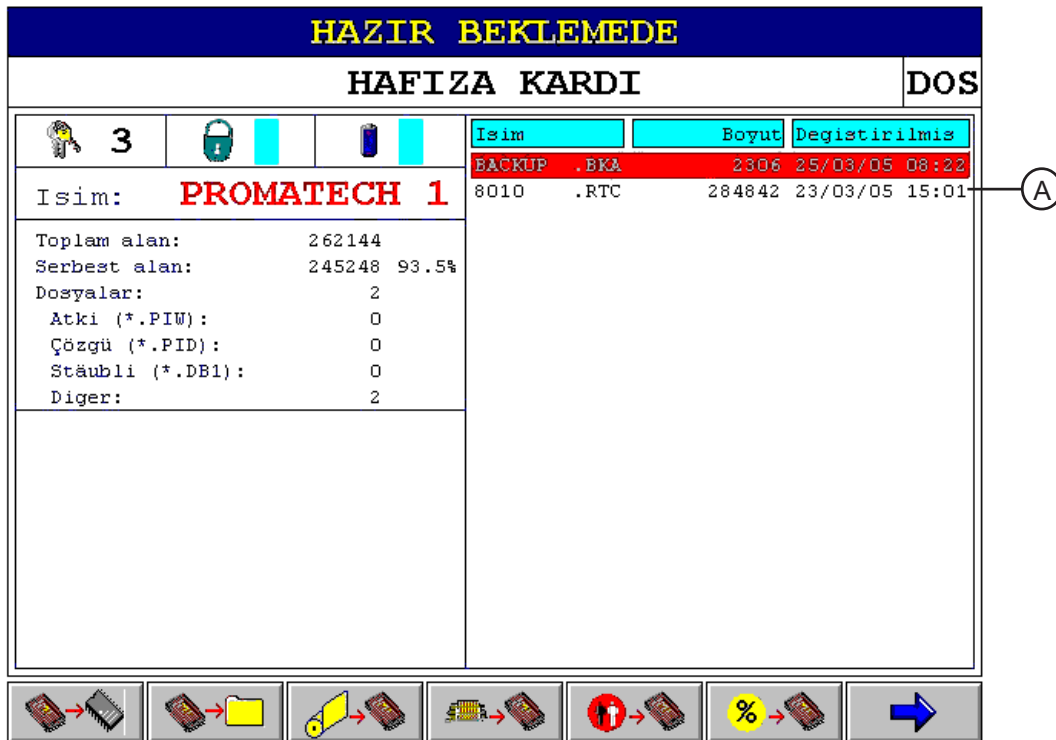 HAZIR BEKLEMEDE
HAFIZA KARDI DOS
3
Isim: PROMATECH 1
Toplam alan: 262144
Serbest alan: 245248 93.5%
Dosyalar: 2
Atki (*.PIW): 0
Çözgü (*.PID): 0
Stäubli (*.DB1): 0
Diger: 2
Isim Boyut Degistirilmis
BACKUP .BKA 2306 25/03/05 08:22
8010 .RTC 284842 23/03/05 15:01
A
%